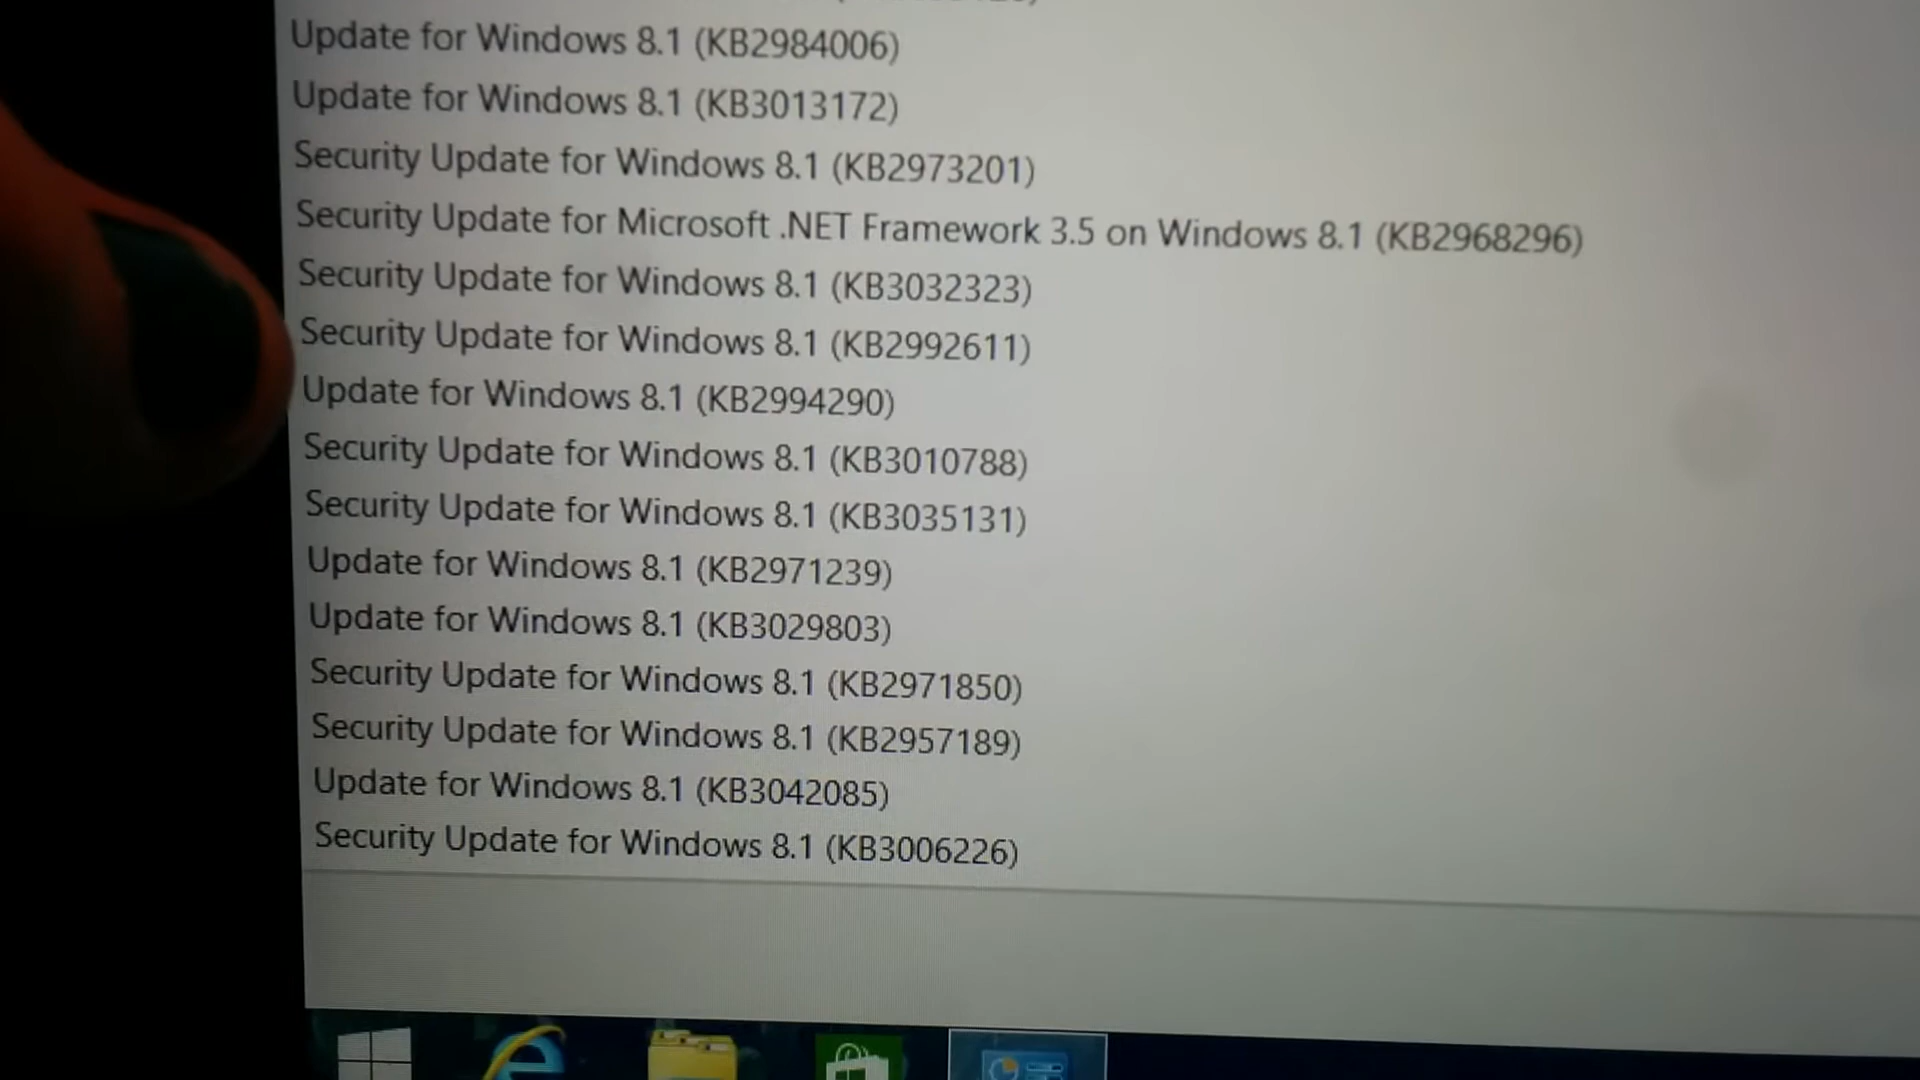 Update for Windows 8.1 (KB2984006)
Update for Windows 8.1 (KB3013172)
Security Update for Windows 8.1 (KB2973201)
Security Update for Microsoft .NET Framework 3.5 on Windows 8.1 (KB2968296)
Security Update for Windows 8.1 (KB3032323)
Security Update for Windows 8.1 (KB2992611)
Update for Windows 8.1 (KB2994290)
Security Update for Windows 8.1 (KB3010788)
Security Update for Windows 8.1 (KB3035131)
Update for Windows 8.1 (KB2971239)
Update for Windows 8.1 (KB3029803)
Security Update for Windows 8.1 (KB2971850)
Security Update for Windows 8.1 (KB2957189)
Update for Windows 8.1 (KB3042085)
Security Update for Windows 8.1 (KB3006226)